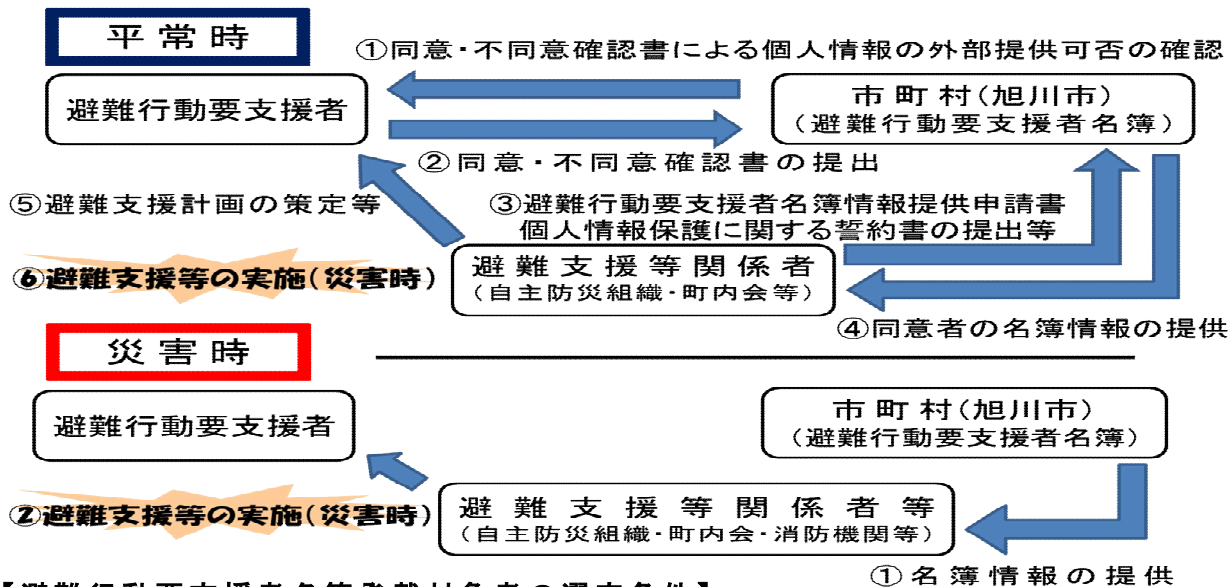 平常時
①同意・不同意確認書による個人情報の外部提供可否の確認
避難行動要支援者
市町村(旭川市)
(避難行動要支援者名簿)
②同意・不同意確認書の提出
⑤避難支援計画の策定等
③避難行動要支援者名簿情報提供申請書
個人情報保護に関する誓約書の提出等
⑥避難支援等の実施(災害時)
避難支援等関係者
(自主防災組織・町内会等)
④同意者の名簿情報の提供
災害時
避難行動要支援者
市町村(旭川市)
(避難行動要支援者名簿)
②避難支援等の実施(災害時)
避難支援等関係者等
(自主防災組織・町内会・消防機関等)
①名簿情報の提供